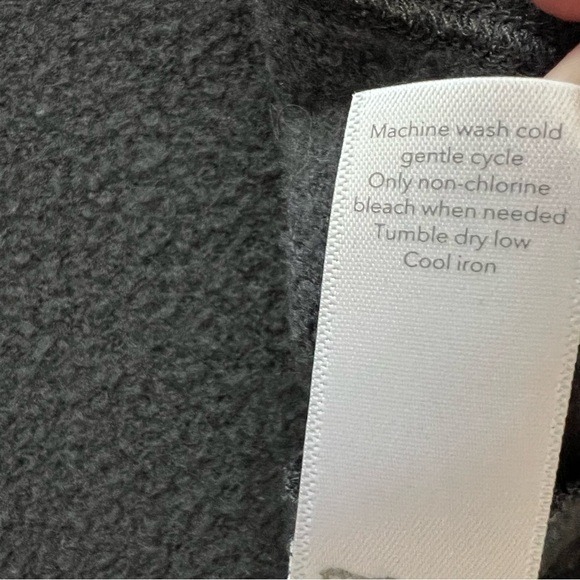 Machine wash cold
gentle cycle
Only non-chlorine
bleach when needed
Tumble dry low
Cool iron